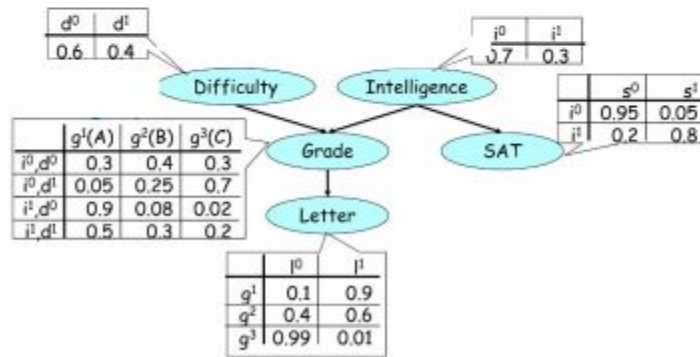 d⁰ d¹
0.6 0.4
i⁰ i¹
0.7 0.3
Difficulty
Intelligence
s⁰ s¹
i⁰ 0.95 0.05
i¹ 0.2 0.8
g¹(A) g²(B) g³(C)
i⁰,d⁰ 0.3 0.4 0.3
i⁰,d¹ 0.05 0.25 0.7
i¹,d⁰ 0.9 0.08 0.02
i¹,d¹ 0.5 0.3 0.2
Grade
SAT
Letter
l⁰ l¹
g¹ 0.1 0.9
g² 0.4 0.6
g³ 0.99 0.01